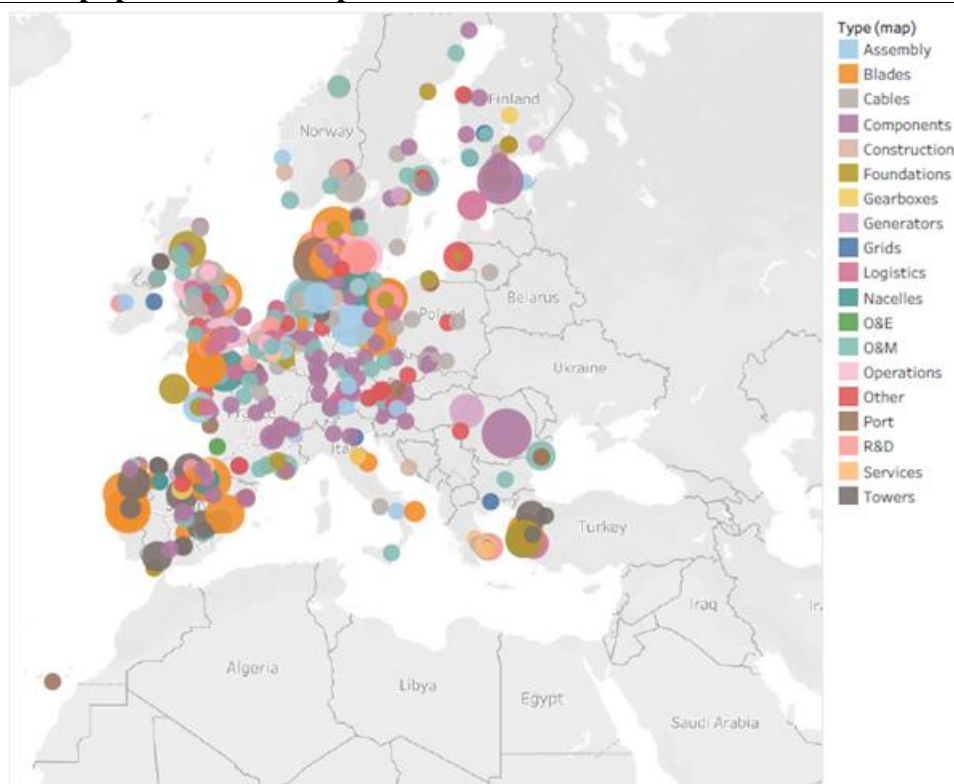 Type (map)
Assembly
Blades
Cables
Components
Construction
Foundations
Gearboxes
Generators
Grids
Logistics
Nacelles
O&E
O&M
Operations
Other
Port
R&D
Services
Towers
Finland
Norway
Belarus
Poland
Ukraine
Turkey
Iraq
Algeria
Libya
Egypt
Saudi Arabia